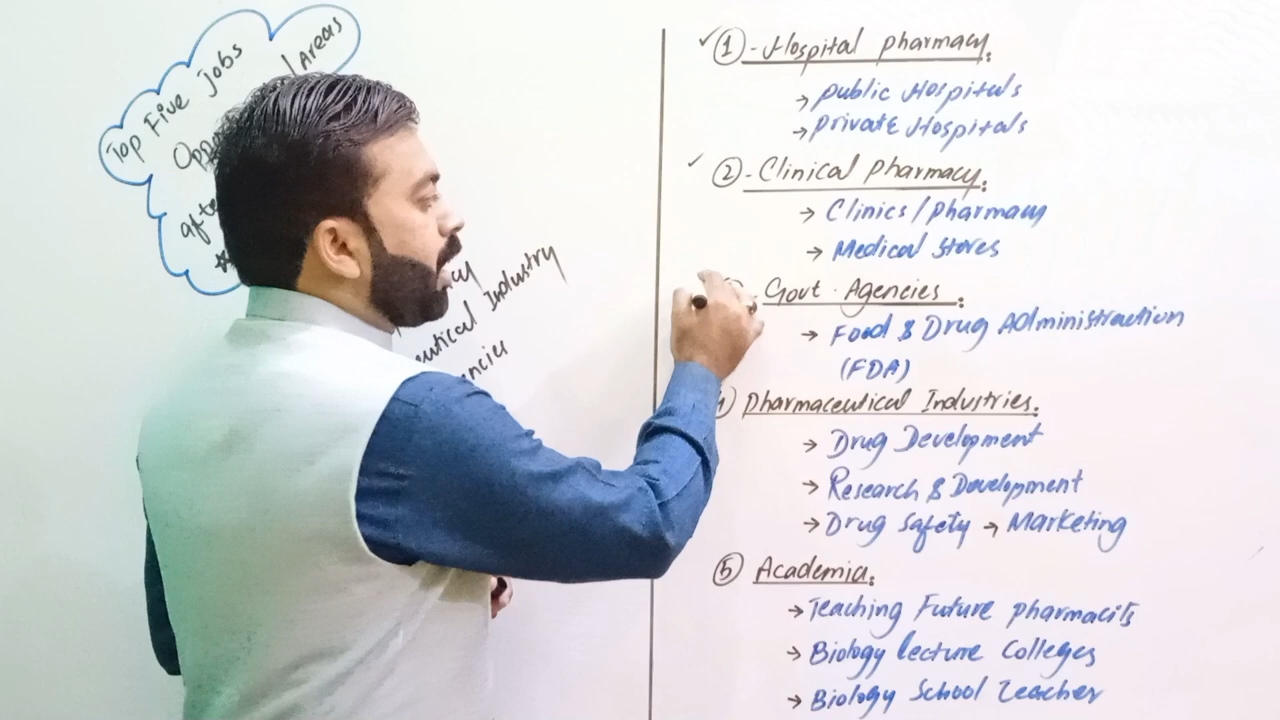 Top Five jobs
Areas
★
Industry
✓ ① - Hospital pharmacy.
→ public Hospitals
→ private Hospitals
✓ ② - Clinical pharmacy.
→ Clinics / pharmacy
→ Medical Stores
Govt. Agencies.
→ Food & Drug Administraction
(FDA)
pharmaceutical Industries.
→ Drug Development
→ Research & Development
→ Drug Safety → Marketing
⑤ Academia.
→ Teaching Future pharmacits
→ Biology lecture Colleges
→ Biology School Teacher